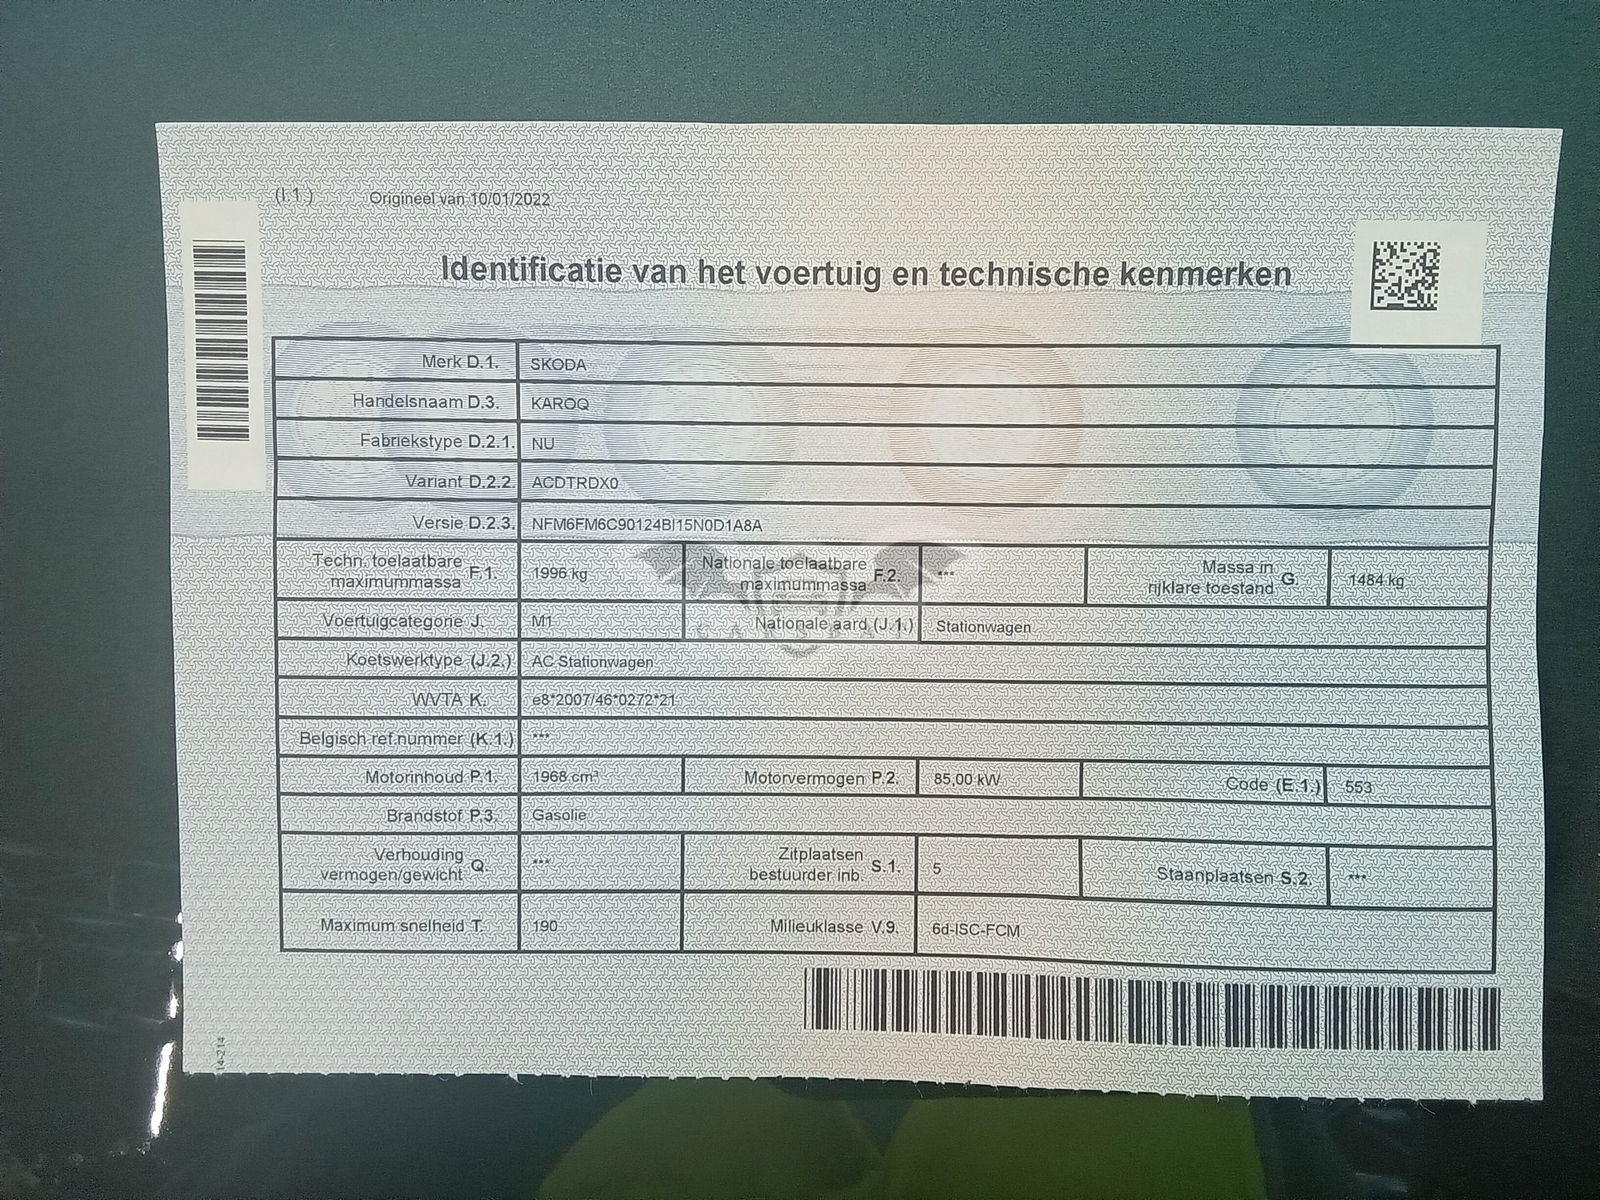 (I.1.) Origineel van 10/01/2022
Identificatie van het voertuig en technische kenmerken
Merk D.1. SKODA
Handelsnaam D.3. KAROQ
Fabriekstype D.2.1. NU
Variant D.2.2. ACDTRDX0
Versie D.2.3. NFM6FM6C90124BI15N0D1A8A
Techn. toelaatbare maximummassa F.1. 1996 kg Nationale toelaatbare maximummassa F.2. *** Massa in rijklare toestand G. 1484 kg
Voertuigcategorie J. M1 Nationale aard (J.1.) Stationwagen
Koetswerktype (J.2.) AC Stationwagen
WVTA K. e8*2007/46*0272*21
Belgisch ref.nummer (K.1.) ***
Motorinhoud P.1. 1968 cm³ Motorvermogen P.2. 85,00 kW Code (E.1.) 553
Brandstof P.3. Gasolie
Verhouding vermogen/gewicht Q. *** Zitplaatsen bestuurder inb. S.1. 5 Staanplaatsen S.2. ***
Maximum snelheid T. 190 Milieuklasse V.9. 6d-ISC-FCM
14-214